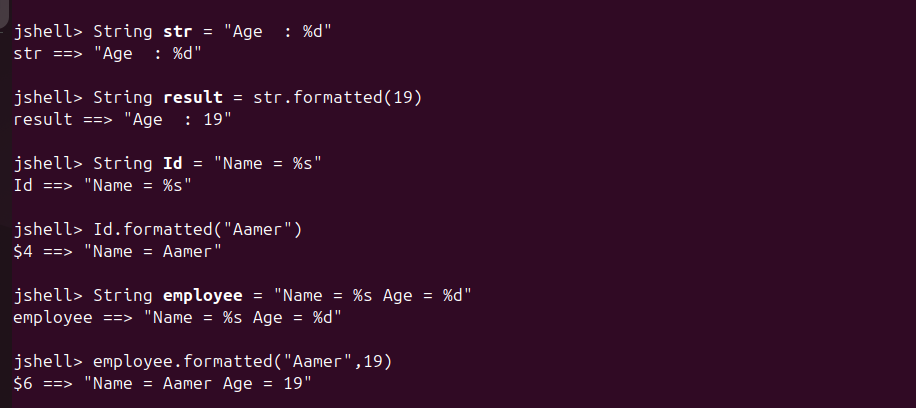 jshell> String str = "Age  : %d"
str ==> "Age  : %d"
jshell> String result = str.formatted(19)
result ==> "Age  : 19"
jshell> String Id = "Name = %s"
Id ==> "Name = %s"
jshell> Id.formatted("Aamer")
$4 ==> "Name = Aamer"
jshell> String employee = "Name = %s Age = %d"
employee ==> "Name = %s Age = %d"
jshell> employee.formatted("Aamer",19)
$6 ==> "Name = Aamer Age = 19"